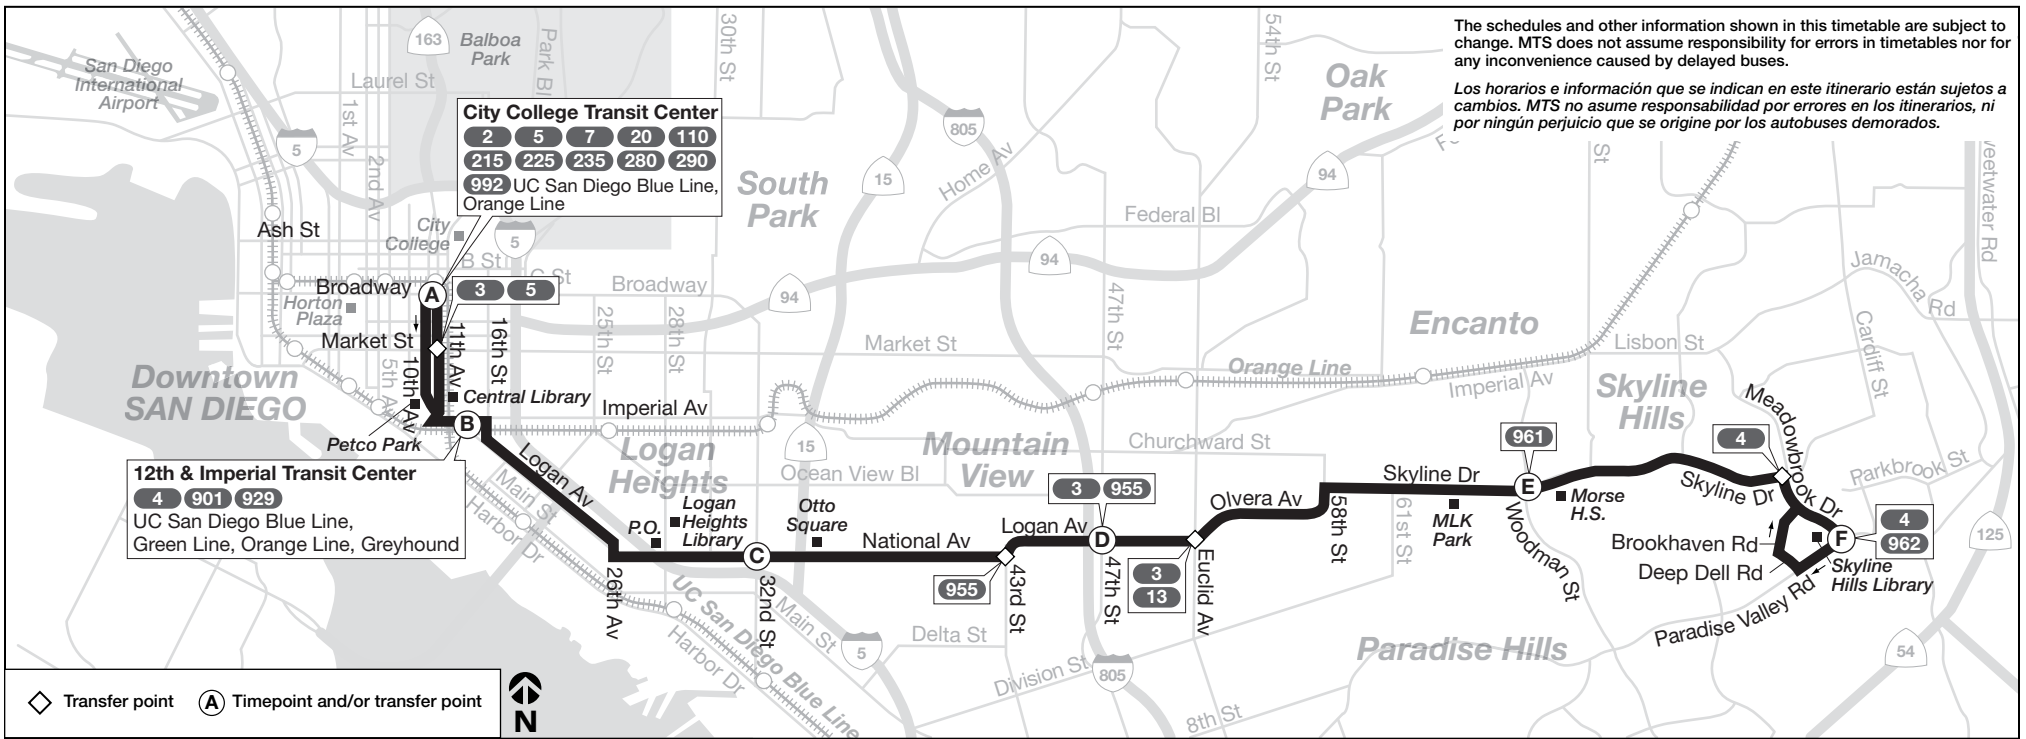 The schedules and other information shown in this timetable are subject to
change. MTS does not assume responsibility for errors in timetables nor for
any inconvenience caused by delayed buses.
Los horarios e información que se indican en este itinerario están sujetos a
cambios. MTS no asume responsabilidad por errores en los itinerarios, ni
por ningún perjuicio que se origine por los autobuses demorados.
San Diego
International
Airport
163
Balboa
Park
Park Bl
Laurel St
1st Av
2nd Av
5
30th St
54th St
Oak
Park
805
15
Home Av
94
South
Park
Federal Bl
City College Transit Center
2 5 7 20 110
215 225 235 280 290
992 UC San Diego Blue Line,
Orange Line
Ash St
City
College
5
B St
C St
Broadway
A
3 5
Broadway
94
94
Horton
Plaza
Market St
11th Av
10th Av
5th Av
16th St
25th St
28th St
Market St
47th St
Encanto
Lisbon St
Jamacha Rd
Sweetwater Rd
St
Cardiff St
Orange Line
Imperial Av
Downtown
SAN DIEGO
Central Library
Petco Park
B
Imperial Av
12th & Imperial Transit Center
4 901 929
UC San Diego Blue Line,
Green Line, Orange Line, Greyhound
Logan Av
Main St
Harbor Dr
Logan
Heights
15
Ocean View Bl
Mountain
View
Churchward St
P.O.
Logan
Heights
Library
Otto
Square
C
National Av
26th Av
32nd St
Main St
UC San Diego Blue Line
Harbor Dr
5
955
Logan Av
43rd St
3 955
D
47th St
3
13
Euclid Av
Delta St
Division St
805
8th St
Olvera Av
58th St
61st St
Skyline Dr
MLK
Park
961
E
Morse
H.S.
Woodman St
Skyline
Hills
Skyline Dr
4
Meadowbrook Dr
Parkbrook St
Brookhaven Rd
Deep Dell Rd
Paradise Valley Rd
F
4
962
Skyline
Hills Library
125
54
Paradise Hills
Transfer point
A Timepoint and/or transfer point
N